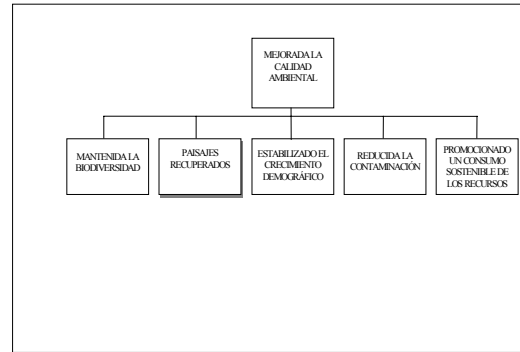 MEJORADA LA
CALIDAD
AMBIENTAL
MANTENIDA LA
BIODIVERSIDAD
PAISAJES
RECUPERADOS
ESTABILIZADO EL
CRECIMIENTO
DEMOGRÁFICO
REDUCIDA LA
CONTAMINACIÓN
PROMOCIONADO
UN CONSUMO
SOSTENIBLE DE
LOS RECURSOS